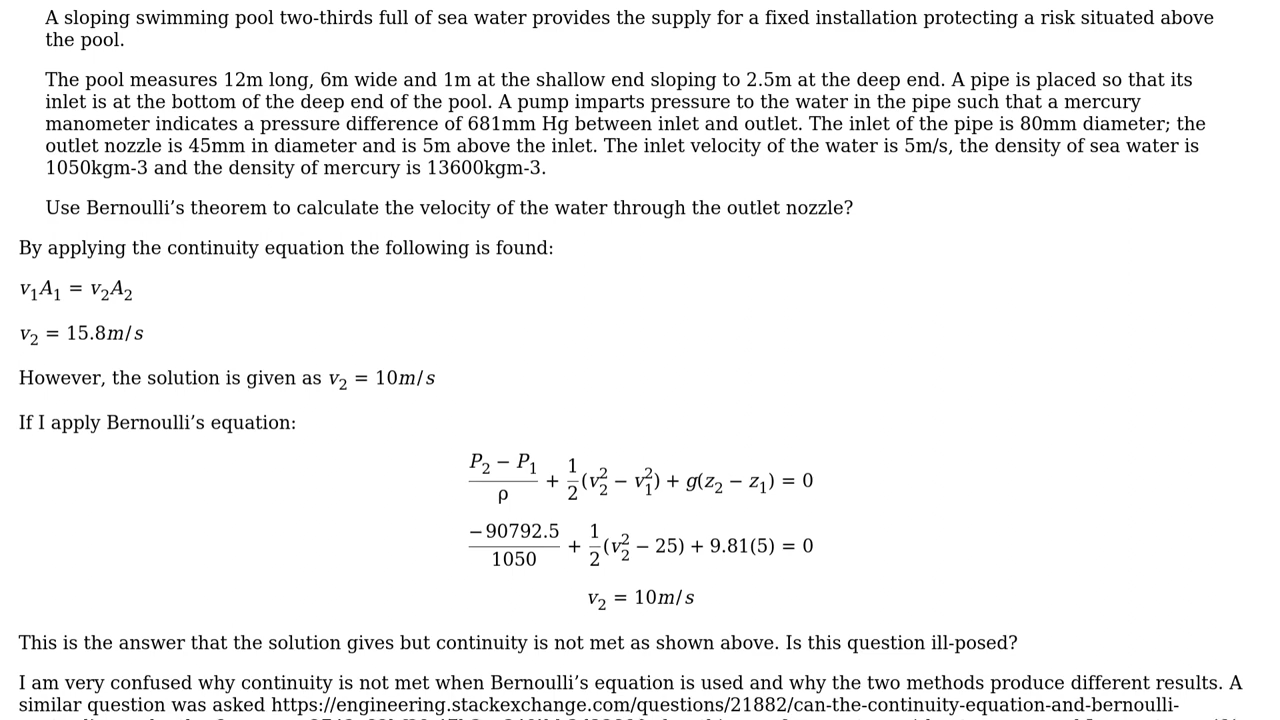 A sloping swimming pool two-thirds full of sea water provides the supply for a fixed installation protecting a risk situated above
the pool.
The pool measures 12m long, 6m wide and 1m at the shallow end sloping to 2.5m at the deep end. A pipe is placed so that its
inlet is at the bottom of the deep end of the pool. A pump imparts pressure to the water in the pipe such that a mercury
manometer indicates a pressure difference of 681mm Hg between inlet and outlet. The inlet of the pipe is 80mm diameter; the
outlet nozzle is 45mm in diameter and is 5m above the inlet. The inlet velocity of the water is 5m/s, the density of sea water is
1050kgm-3 and the density of mercury is 13600kgm-3.
Use Bernoulli’s theorem to calculate the velocity of the water through the outlet nozzle?
By applying the continuity equation the following is found:
v₁A₁ = v₂A₂
v₂ = 15.8m/s
However, the solution is given as v₂ = 10m/s
If I apply Bernoulli’s equation:
(P₂ − P₁)/ρ + 1/2(v₂² − v₁²) + g(z₂ − z₁) = 0
−90792.5/1050 + 1/2(v₂² − 25) + 9.81(5) = 0
v₂ = 10m/s
This is the answer that the solution gives but continuity is not met as shown above. Is this question ill-posed?
I am very confused why continuity is not met when Bernoulli’s equation is used and why the two methods produce different results. A
similar question was asked https://engineering.stackexchange.com/questions/21882/can-the-continuity-equation-and-bernoulli-